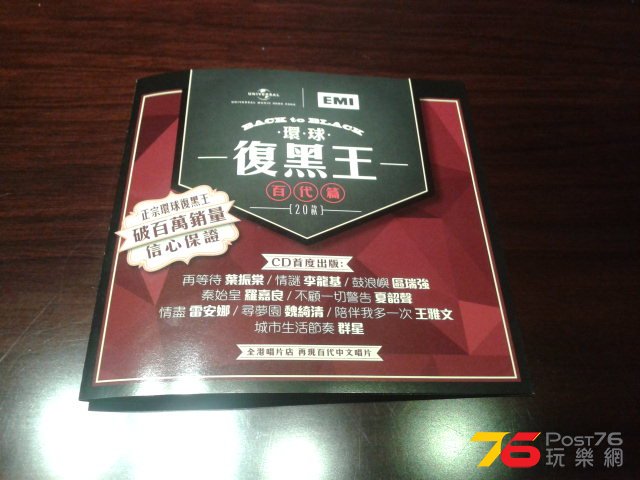 UNIVERSAL
UNIVERSAL MUSIC HONG KONG
EMI
BACK to BLACK
·環·球·
復黑王
百代篇
[20款]
正宗環球復黑王
破百萬銷量
信心保證
CD首度出版:
再等待 葉振棠 / 情謎 李龍基 / 鼓浪嶼 區瑞強
秦始皇 羅嘉良 / 不顧一切警告 夏韶聲
情盡 雷安娜 / 尋夢園 魏綺清 / 陪伴我多一次 王雅文
城市生活節奏 群星
全港唱片店 再現百代中文唱片
76 POST76
玩樂網